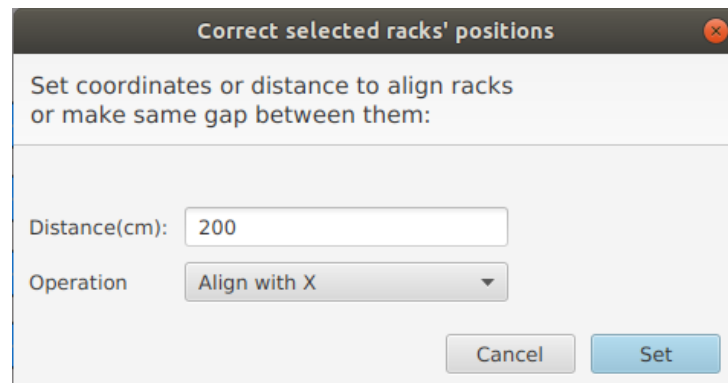 Correct selected racks' positions
Set coordinates or distance to align racks
or make same gap between them:
Distance(cm): 200
Operation Align with X
Cancel Set